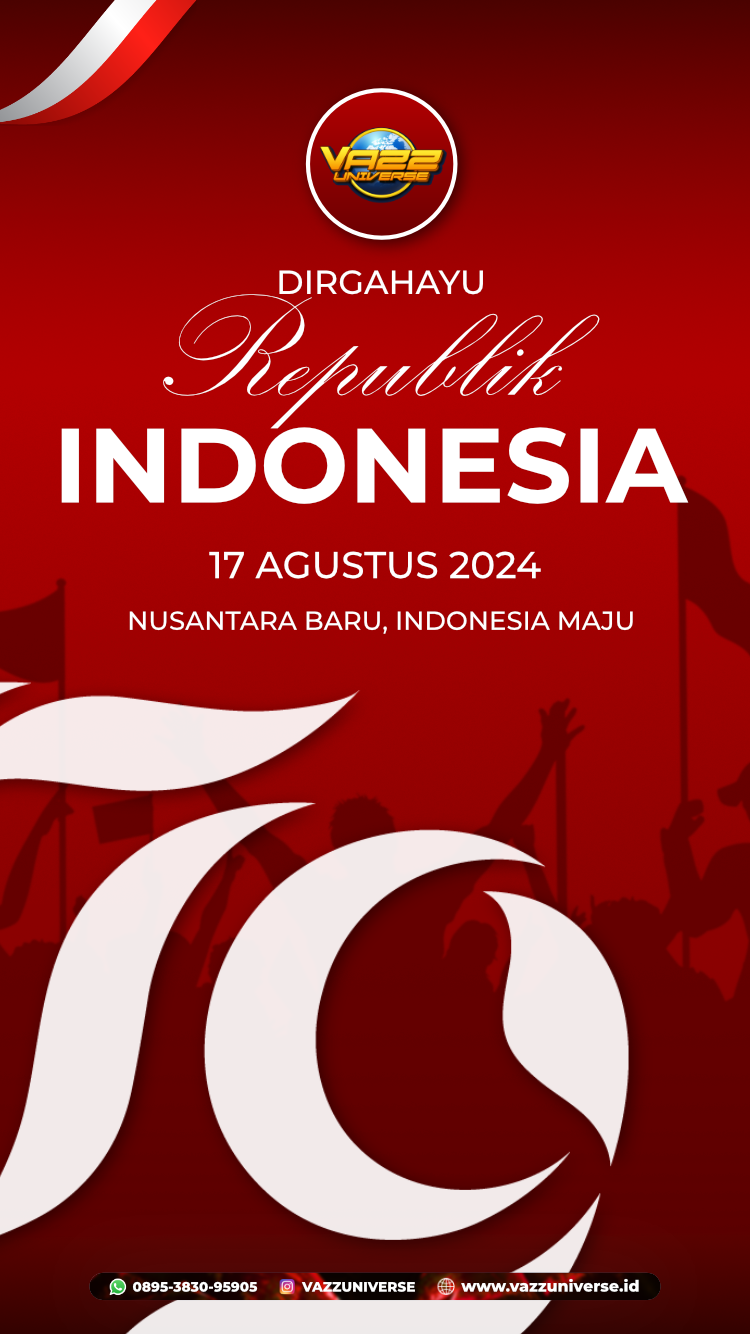 VAZZ
UNIVERSE
DIRGAHAYU
Republik
INDONESIA
17 AGUSTUS 2024
NUSANTARA BARU, INDONESIA MAJU
79
0895-3830-95905 VAZZUNIVERSE www.vazzuniverse.id